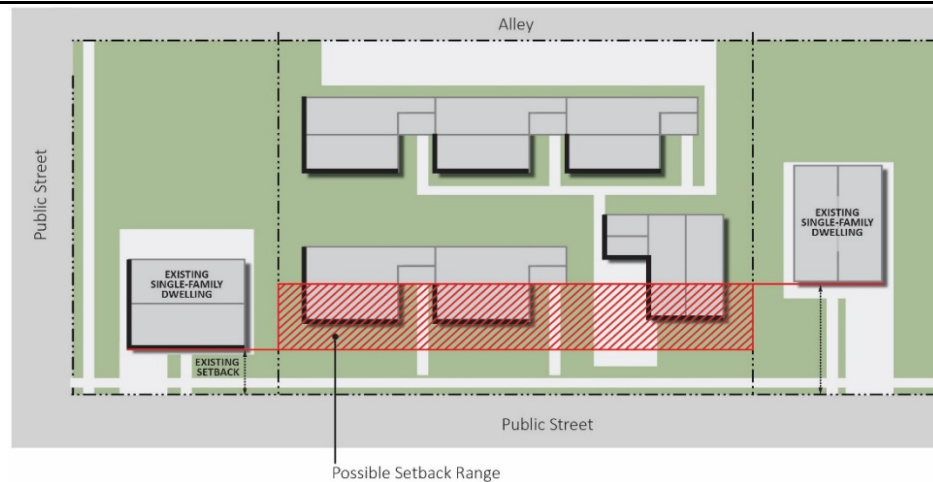 Alley
Public Street
EXISTING
SINGLE-FAMILY
DWELLING
EXISTING
SINGLE-FAMILY
DWELLING
EXISTING
SETBACK
Public Street
Possible Setback Range